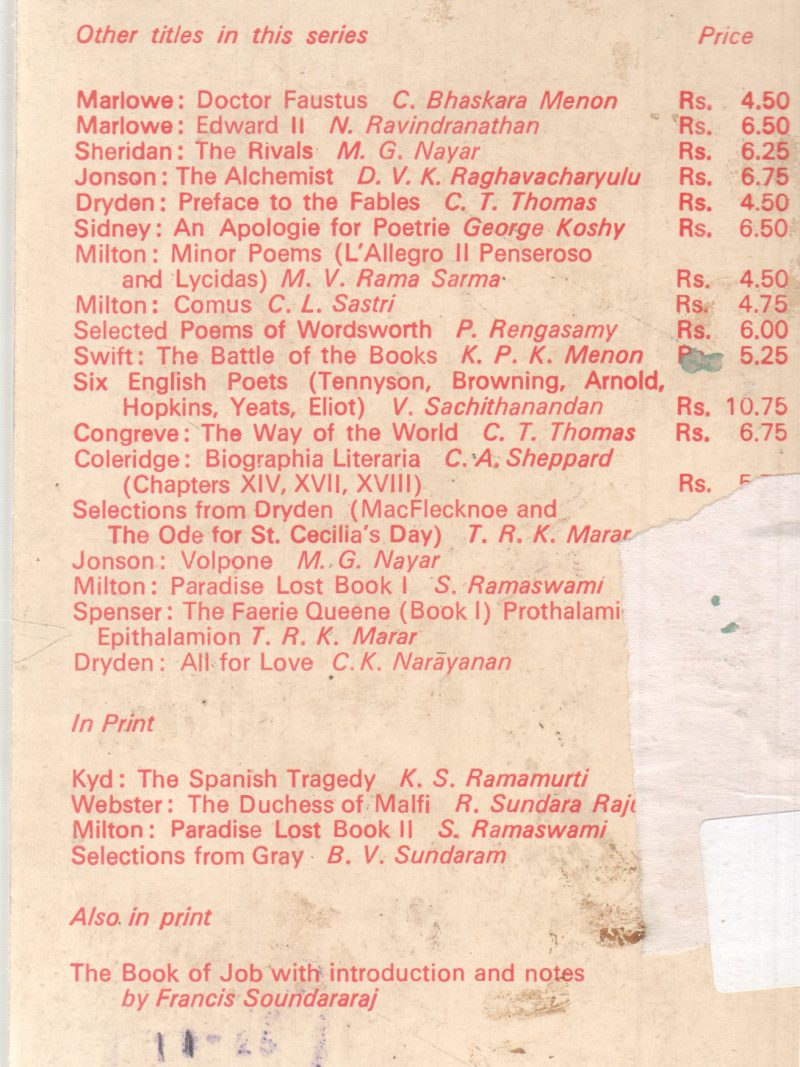 Other titles in this series Price
Marlowe: Doctor Faustus C. Bhaskara Menon Rs. 4.50
Marlowe: Edward II N. Ravindranathan Rs. 6.50
Sheridan: The Rivals M. G. Nayar Rs. 6.25
Jonson: The Alchemist D. V. K. Raghavacharyulu Rs. 6.75
Dryden: Preface to the Fables C. T. Thomas Rs. 4.50
Sidney: An Apologie for Poetrie George Koshy Rs. 6.50
Milton: Minor Poems (L'Allegro II Penseroso
and Lycidas) M. V. Rama Sarma Rs. 4.50
Milton: Comus C. L. Sastri Rs. 4.75
Selected Poems of Wordsworth P. Rengasamy Rs. 6.00
Swift: The Battle of the Books K. P. K. Menon 5.25
Six English Poets (Tennyson, Browning, Arnold,
Hopkins, Yeats, Eliot) V. Sachithanandan Rs. 10.75
Congreve: The Way of the World C. T. Thomas Rs. 6.75
Coleridge: Biographia Literaria C. A. Sheppard
(Chapters XIV, XVII, XVIII) Rs.
Selections from Dryden (MacFlecknoe and
The Ode for St. Cecilia's Day) T. R. K. Marar
Jonson: Volpone M. G. Nayar
Milton: Paradise Lost Book I S. Ramaswami
Spenser: The Faerie Queene (Book I)
Epithalamion T. R. K. Marar
Dryden: All for Love C. K. Narayanan
In Print
Kyd: The Spanish Tragedy K. S. Ramamurti
Webster: The Duchess of Malfi R. Sundara
Milton: Paradise Lost Book II S. Ramaswami
Selections from Gray B. V. Sundaram
Also in print
The Book of Job with introduction and notes
by Francis Soundararaj